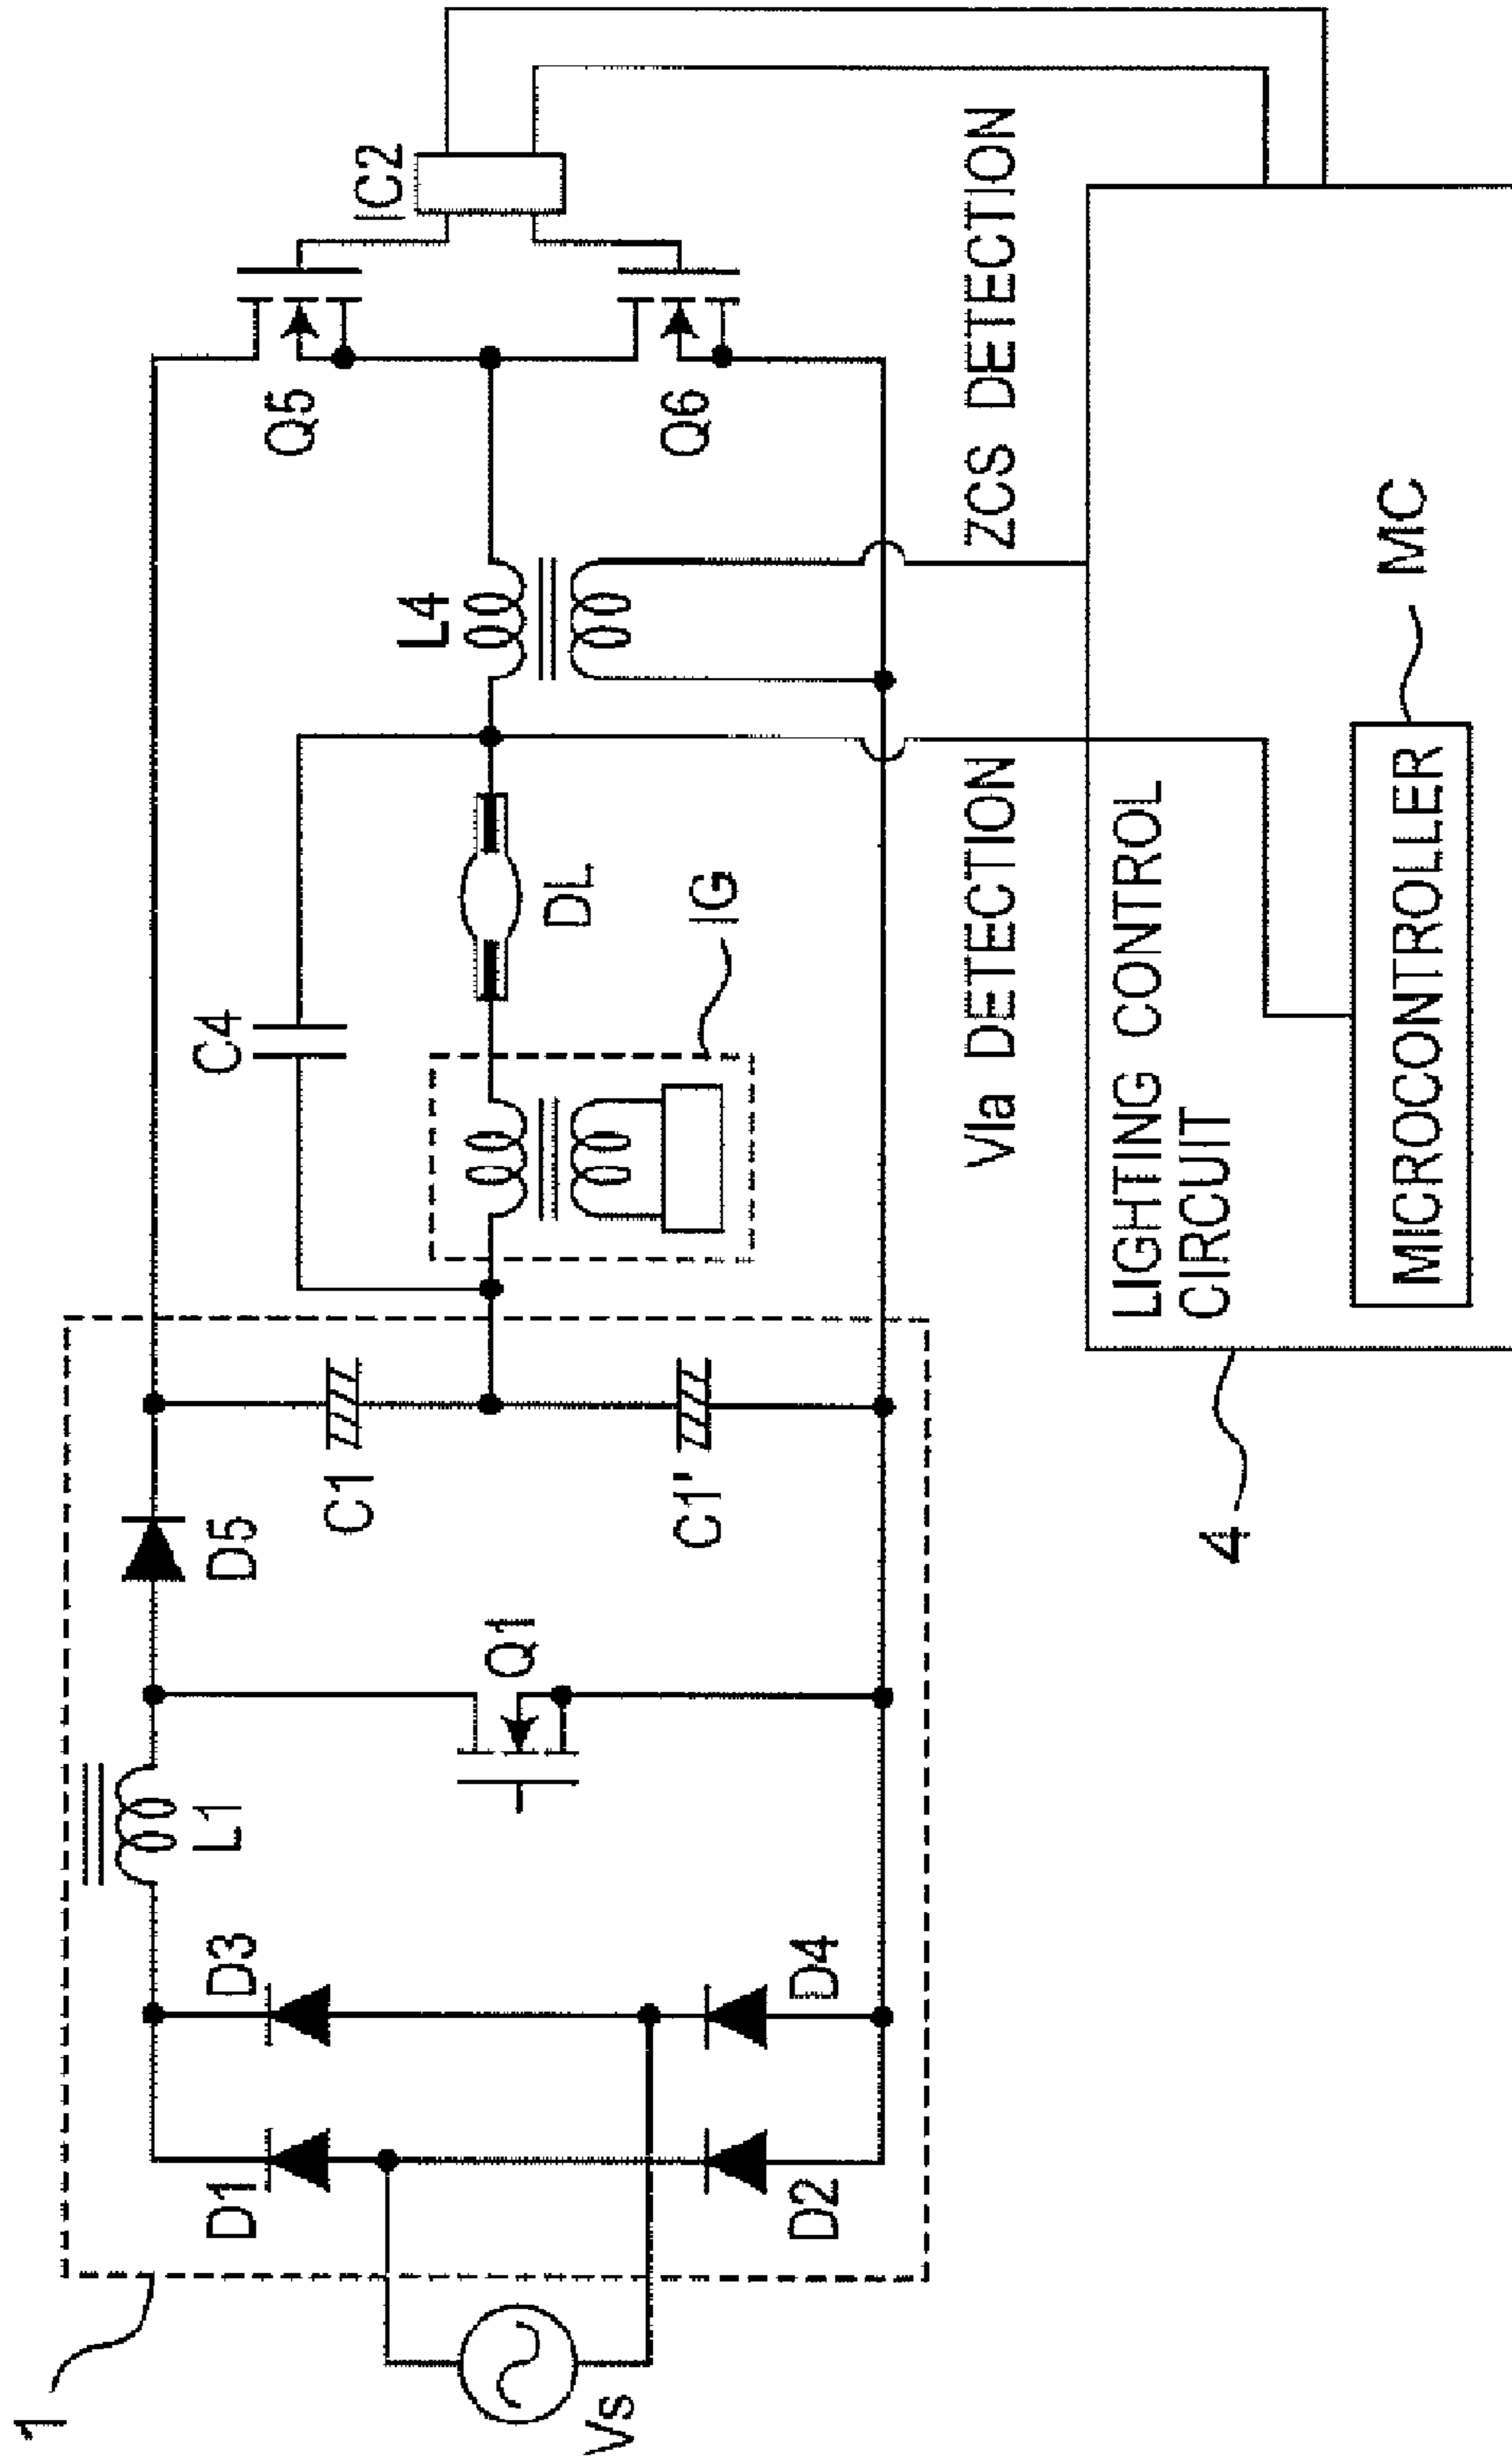 1
Vs
D1
D2
D3
D4
L1
Q1
D5
C1
C1'
C4
IG
DL
L4
Q5
Q6
IC2
Vla DETECTION
ZCS DETECTION
4
LIGHTING CONTROL
CIRCUIT
MICROCONTROLLER
MC